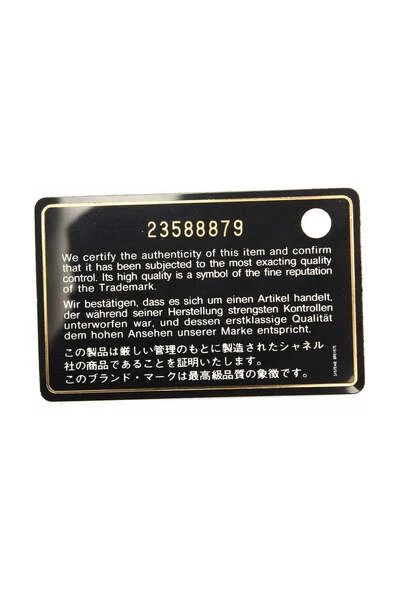 23588879
We certify the authenticity of this item and confirm
that it has been subjected to the most exacting quality
control. Its high quality is a symbol of the fine reputation
of the Trademark.
Wir bestätigen, dass es sich um einen Artikel handelt,
der während seiner Herstellung strengsten Kontrollen
unterworfen war, und dessen erstklassige Qualität
dem hohen Ansehen unserer Marke entspricht.
この製品は厳しい管理のもとに製造されたシャネル
社の商品であることを証明いたします。
このブランド・マークは最高級品質の象徴です。